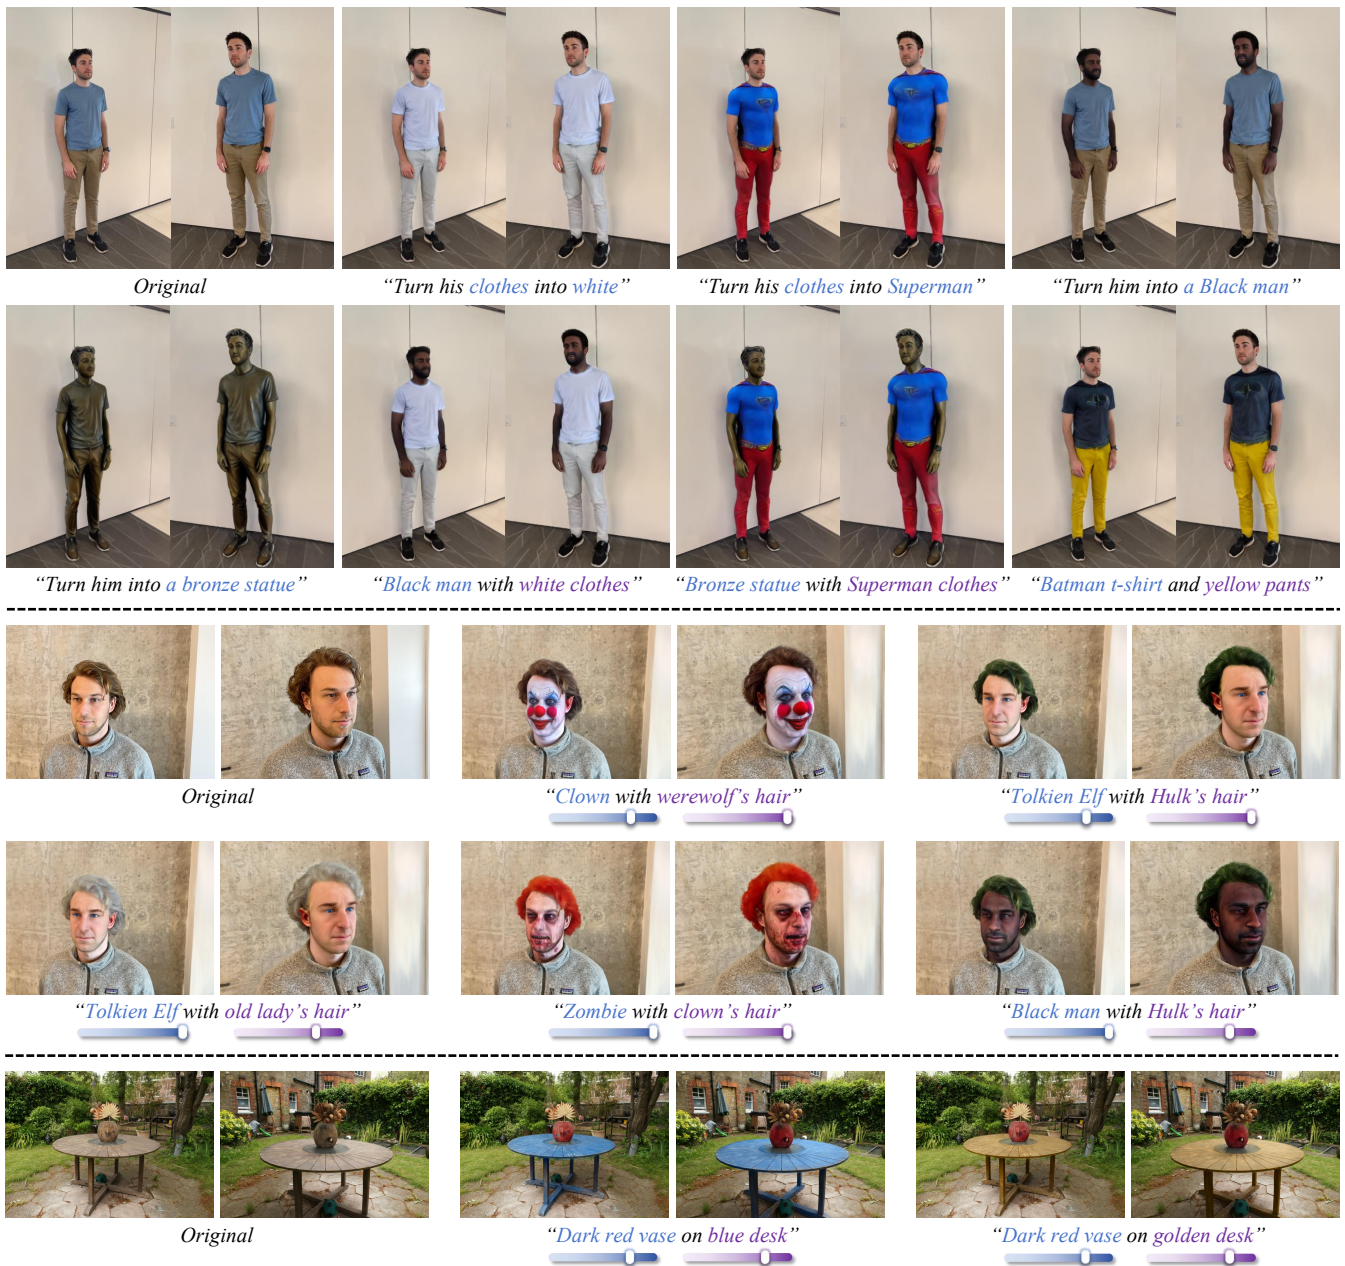 Original
“Turn his clothes into white”
“Turn his clothes into Superman”
“Turn him into a Black man”
“Turn him into a bronze statue”
“Black man with white clothes”
“Bronze statue with Superman clothes”
“Batman t-shirt and yellow pants”
Original
“Clown with werewolf’s hair”
“Tolkien Elf with Hulk’s hair”
“Tolkien Elf with old lady’s hair”
“Zombie with clown’s hair”
“Black man with Hulk’s hair”
Original
“Dark red vase on blue desk”
“Dark red vase on golden desk”